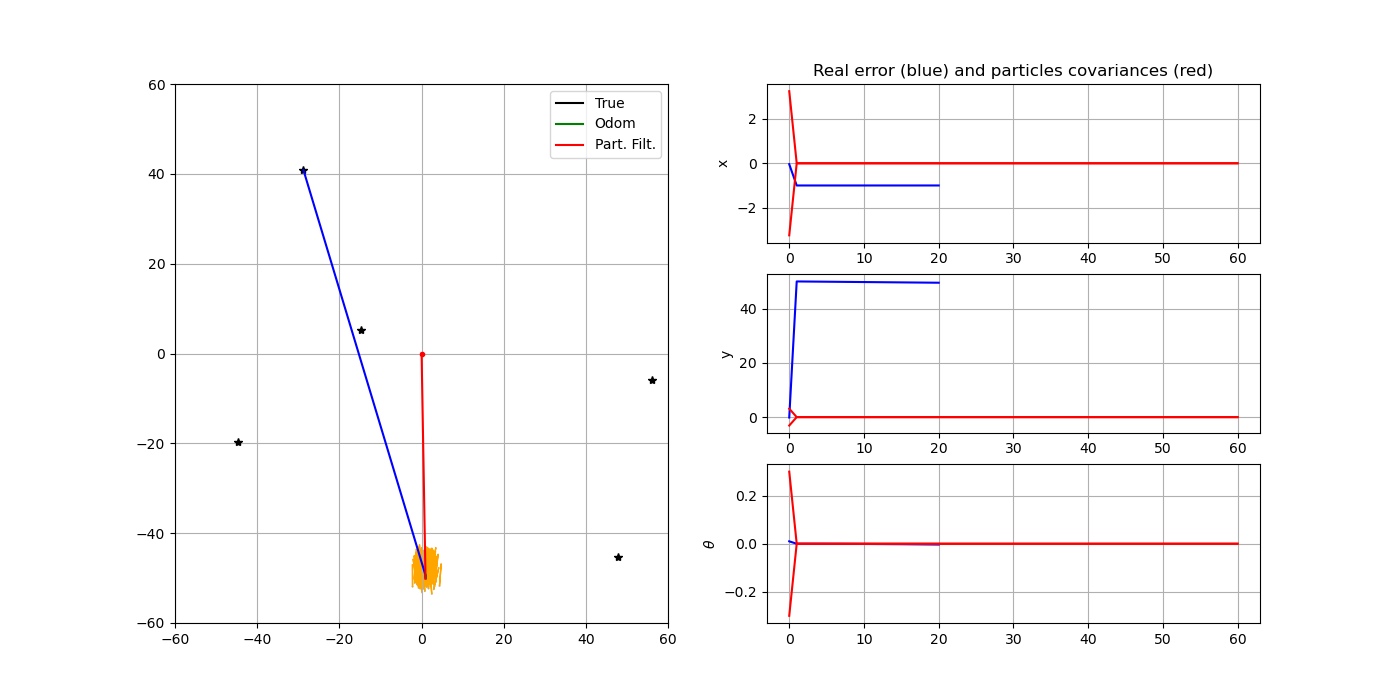 60
40
20
0
−20
−40
−60
−60 −40 −20 0 20 40 60
True
Odom
Part. Filt.
Real error (blue) and particles covariances (red)
x
2
0
−2
0 10 20 30 40 50 60
y
40
20
0
0 10 20 30 40 50 60
θ
0.2
0.0
−0.2
0 10 20 30 40 50 60